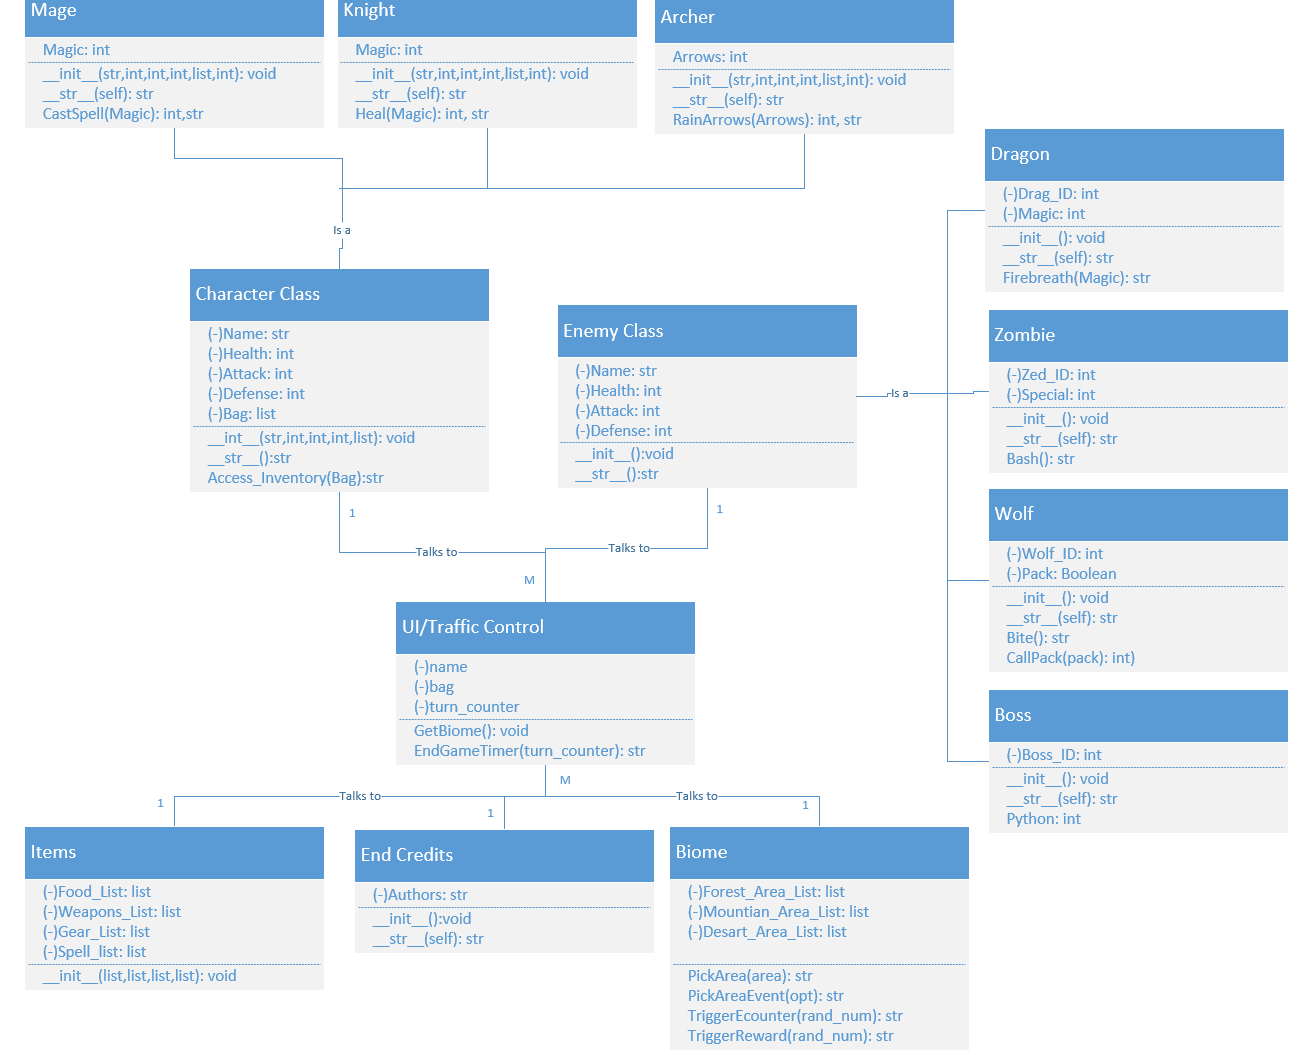 Mage
Magic: int
__init__(str,int,int,int,list,int): void
__str__(self): str
CastSpell(Magic): int,str
Knight
Magic: int
__init__(str,int,int,int,list,int): void
__str__(self): str
Heal(Magic): int, str
Archer
Arrows: int
__init__(str,int,int,int,list,int): void
__str__(self): str
RainArrows(Arrows): int, str
Is a
Character Class
(-)Name: str
(-)Health: int
(-)Attack: int
(-)Defense: int
(-)Bag: list
__int__(str,int,int,int,list): void
__str__():str
Access_Inventory(Bag):str
Enemy Class
(-)Name: str
(-)Health: int
(-)Attack: int
(-)Defense: int
__init__():void
__str__():str
Is a
Dragon
(-)Drag_ID: int
(-)Magic: int
__init__(): void
__str__(self): str
Firebreath(Magic): str
Zombie
(-)Zed_ID: int
(-)Special: int
__init__(): void
__str__(self): str
Bash(): str
Wolf
(-)Wolf_ID: int
(-)Pack: Boolean
__init__(): void
__str__(self): str
Bite(): str
CallPack(pack): int)
Boss
(-)Boss_ID: int
__init__(): void
__str__(self): str
Python: int
1
1
Talks to
Talks to
M
UI/Traffic Control
(-)name
(-)bag
(-)turn_counter
GetBiome(): void
EndGameTimer(turn_counter): str
M
Talks to
Talks to
1
1
1
Items
(-)Food_List: list
(-)Weapons_List: list
(-)Gear_List: list
(-)Spell_list: list
__init__(list,list,list,list): void
End Credits
(-)Authors: str
__init__():void
__str__(self): str
Biome
(-)Forest_Area_List: list
(-)Mountian_Area_List: list
(-)Desart_Area_List: list
PickArea(area): str
PickAreaEvent(opt): str
TriggerEcounter(rand_num): str
TriggerReward(rand_num): str